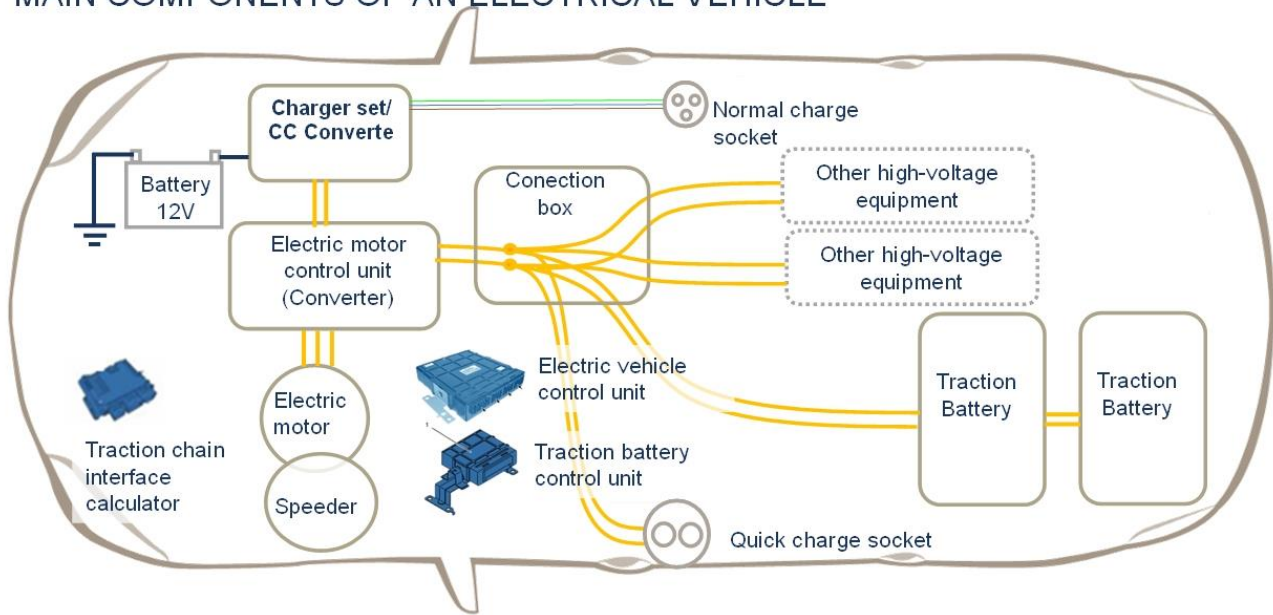 MAIN COMPONENTS OF AN ELECTRICAL VEHICLE
Charger set/
CC Converte
Normal charge
socket
Battery
12V
Conection
box
Other high-voltage
equipment
Electric motor
control unit
(Converter)
Other high-voltage
equipment
Electric vehicle
control unit
Traction
Battery
Traction
Battery
Electric
motor
Traction chain
interface
calculator
Traction battery
control unit
Speeder
Quick charge socket